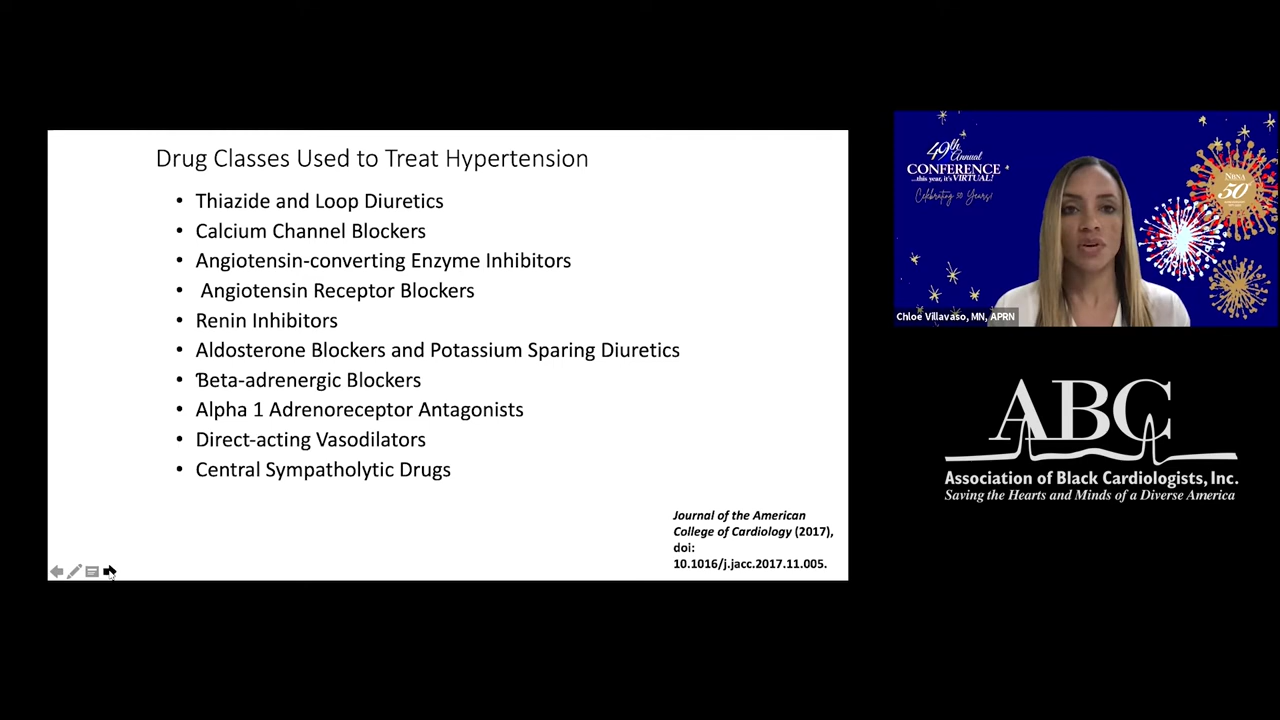 Drug Classes Used to Treat Hypertension
• Thiazide and Loop Diuretics
• Calcium Channel Blockers
• Angiotensin-converting Enzyme Inhibitors
• Angiotensin Receptor Blockers
• Renin Inhibitors
• Aldosterone Blockers and Potassium Sparing Diuretics
• Ɓeta-adrenergic Blockers
• Alpha 1 Adrenoreceptor Antagonists
• Direct-acting Vasodilators
• Central Sympatholytic Drugs
Journal of the American
College of Cardiology (2017),
doi:
10.1016/j.jacc.2017.11.005.
49th Annual
CONFERENCE
...this year, it's VIRTUAL!
Celebrating 50 Years!
NBNA
50
Chloe Villavaso, MN, APRN
ABC
Association of Black Cardiologists, Inc.
Saving the Hearts and Minds of a Diverse America